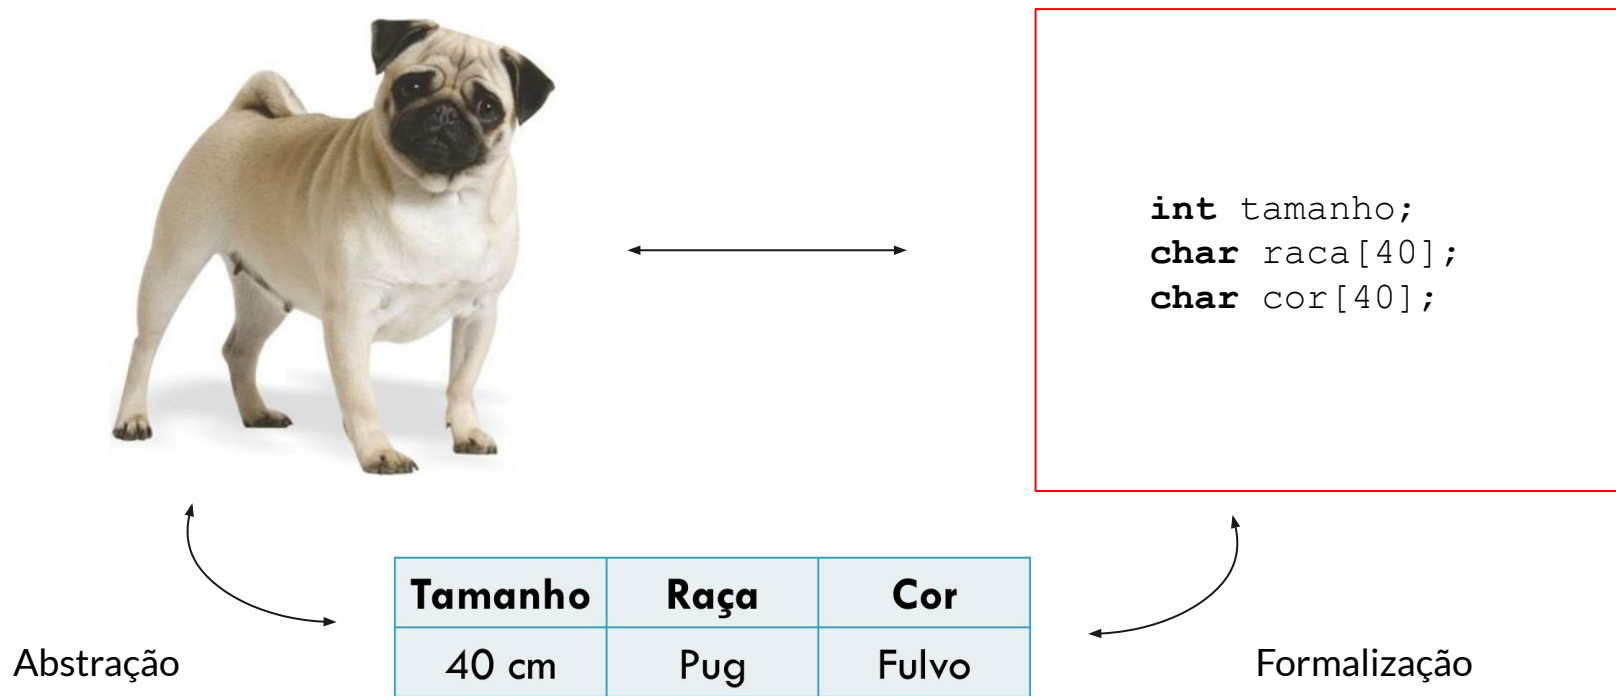 int tamanho;
char raca[40];
char cor[40];
Tamanho Raça Cor
40 cm Pug Fulvo
Abstração
Formalização